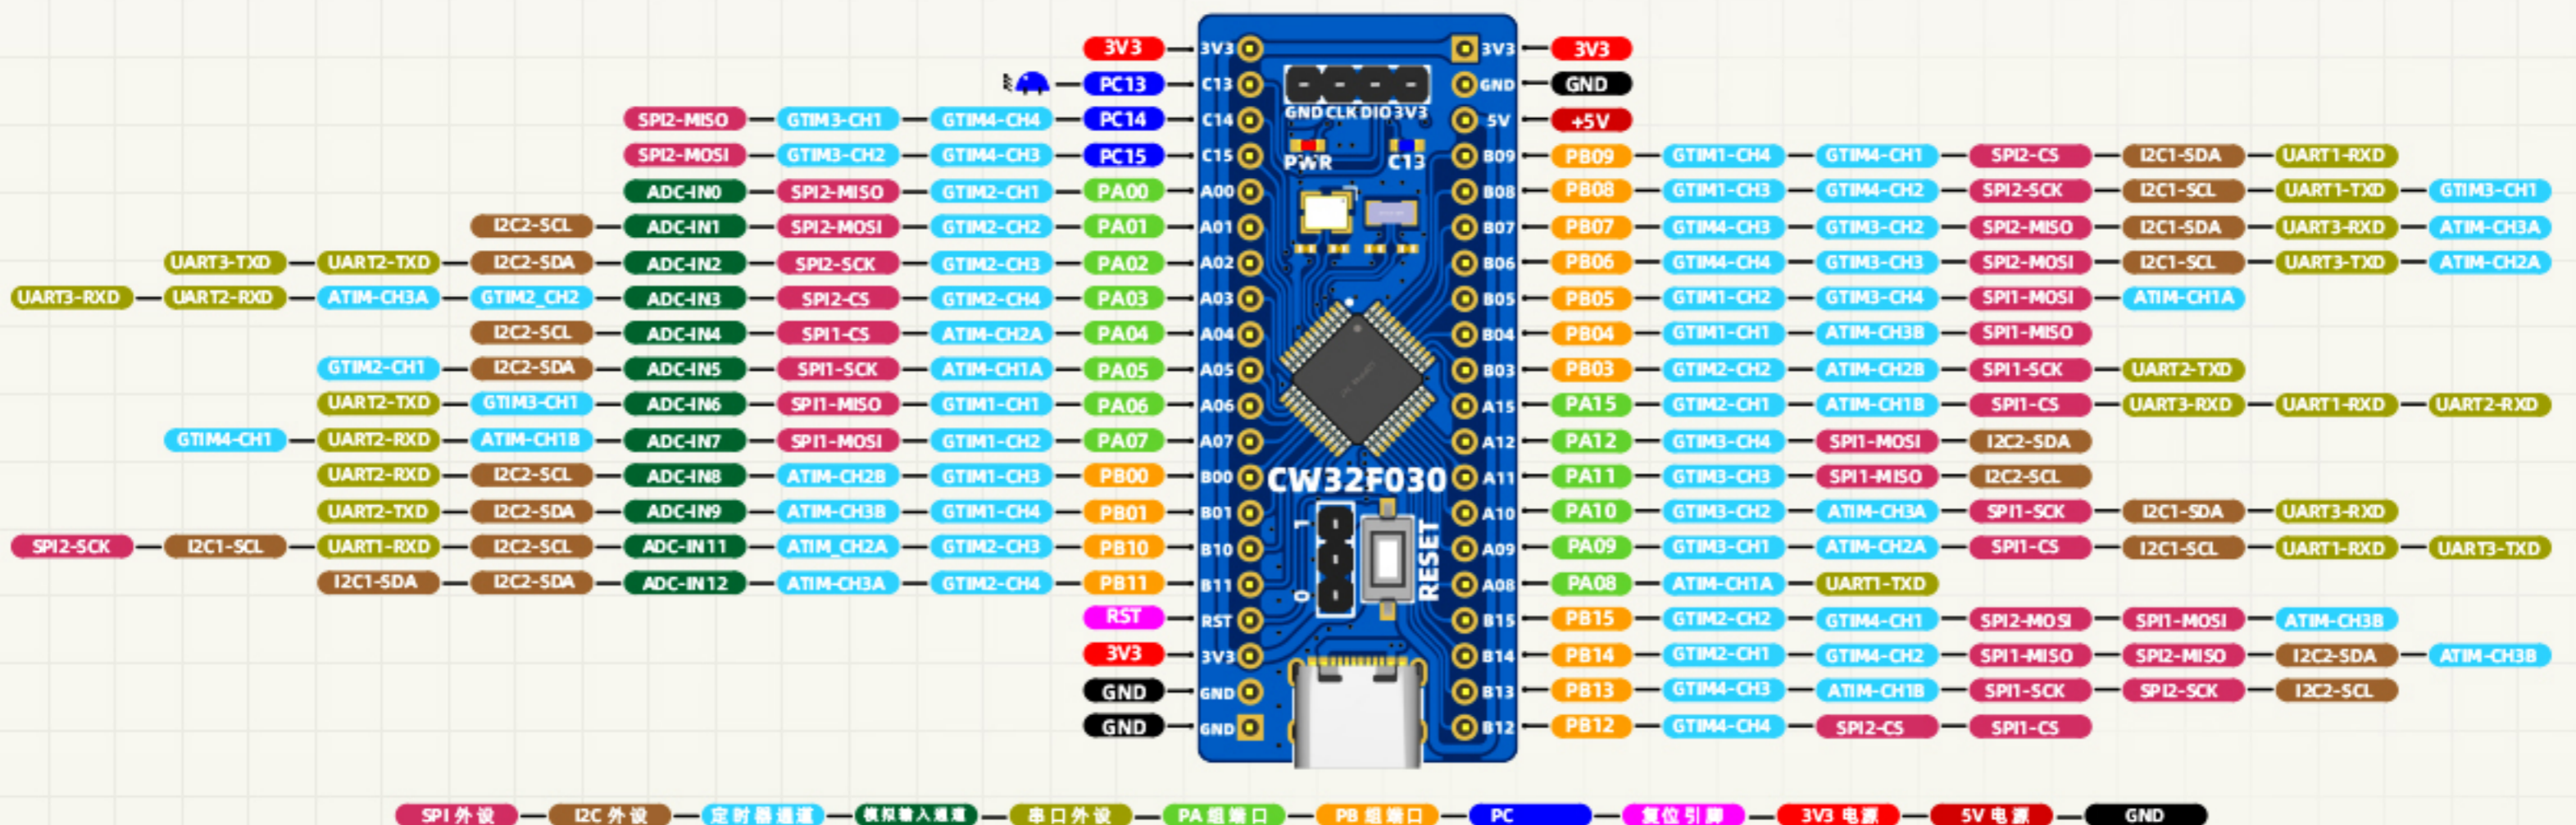 3V3 3V3 3V3 3V3
PC13 C13 GND GND
GND CLK DIO 3V3
SPI2-MISO GTIM3-CH1 GTIM4-CH4 PC14 C14 5V +5V
SPI2-MOSI GTIM3-CH2 GTIM4-CH3 PC15 C15 PWR C13 B09 PB09 GTIM1-CH4 GTIM4-CH1 SPI2-CS I2C1-SDA UART1-RXD
ADC-IN0 SPI2-MISO GTIM2-CH1 PA00 A00 B08 PB08 GTIM1-CH3 GTIM4-CH2 SPI2-SCK I2C1-SCL UART1-TXD GTIM3-CH1
I2C2-SCL ADC-IN1 SPI2-MOSI GTIM2-CH2 PA01 A01 B07 PB07 GTIM4-CH3 GTIM3-CH2 SPI2-MISO I2C1-SDA UART3-RXD ATIM-CH3A
UART3-TXD UART2-TXD I2C2-SDA ADC-IN2 SPI2-SCK GTIM2-CH3 PA02 A02 B06 PB06 GTIM4-CH4 GTIM3-CH3 SPI2-MOSI I2C1-SCL UART3-TXD ATIM-CH2A
UART3-RXD UART2-RXD ATIM-CH3A GTIM2_CH2 ADC-IN3 SPI2-CS GTIM2-CH4 PA03 A03 B05 PB05 GTIM1-CH2 GTIM3-CH4 SPI1-MOSI ATIM-CH1A
I2C2-SCL ADC-IN4 SPI1-CS ATIM-CH2A PA04 A04 B04 PB04 GTIM1-CH1 ATIM-CH3B SPI1-MISO
GTIM2-CH1 I2C2-SDA ADC-IN5 SPI1-SCK ATIM-CH1A PA05 A05 B03 PB03 GTIM2-CH2 ATIM-CH2B SPI1-SCK UART2-TXD
UART2-TXD GTIM3-CH1 ADC-IN6 SPI1-MISO GTIM1-CH1 PA06 A06 A15 PA15 GTIM2-CH1 ATIM-CH1B SPI1-CS UART3-RXD UART1-RXD UART2-RXD
GTIM4-CH1 UART2-RXD ATIM-CH1B ADC-IN7 SPI1-MOSI GTIM1-CH2 PA07 A07 A12 PA12 GTIM3-CH4 SPI1-MOSI I2C2-SDA
UART2-RXD I2C2-SCL ADC-IN8 ATIM-CH2B GTIM1-CH3 PB00 B00 CW32F030 A11 PA11 GTIM3-CH3 SPI1-MISO I2C2-SCL
UART2-TXD I2C2-SDA ADC-IN9 ATIM-CH3B GTIM1-CH4 PB01 B01 1 A10 PA10 GTIM3-CH2 ATIM-CH3A SPI1-SCK I2C1-SDA UART3-RXD
SPI2-SCK I2C1-SCL UART1-RXD I2C2-SCL ADC-IN11 ATIM_CH2A GTIM2-CH3 PB10 B10 RESET A09 PA09 GTIM3-CH1 ATIM-CH2A SPI1-CS I2C1-SCL UART1-RXD UART3-TXD
I2C1-SDA I2C2-SDA ADC-IN12 ATIM-CH3A GTIM2-CH4 PB11 B11 0 A08 PA08 ATIM-CH1A UART1-TXD
RST RST B15 PB15 GTIM2-CH2 GTIM4-CH1 SPI2-MOSI SPI1-MOSI ATIM-CH3B
3V3 3V3 B14 PB14 GTIM2-CH1 GTIM4-CH2 SPI1-MISO SPI2-MISO I2C2-SDA ATIM-CH3B
GND GND B13 PB13 GTIM4-CH3 ATIM-CH1B SPI1-SCK SPI2-SCK I2C2-SCL
GND GND B12 PB12 GTIM4-CH4 SPI2-CS SPI1-CS
SPI 外设 I2C 外设 定时器通道 模拟输入通道 串口外设 PA 组端口 PB 组端口 PC 复位引脚 3V3 电源 5V 电源 GND